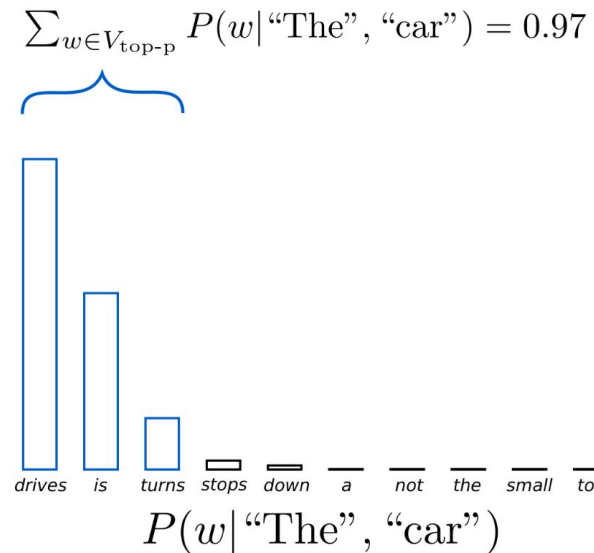 ∑w∈Vtop-p P(w|“The”, “car”) = 0.97
drives is turns stops down a not the small to
P(w|“The”, “car”)